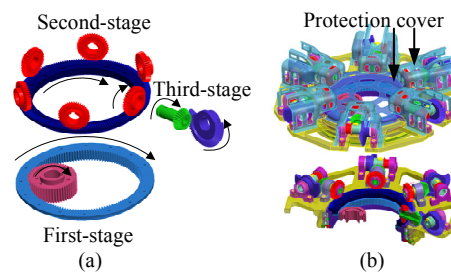 Second-stage
Third-stage
First-stage
(a)
Protection cover
(b)